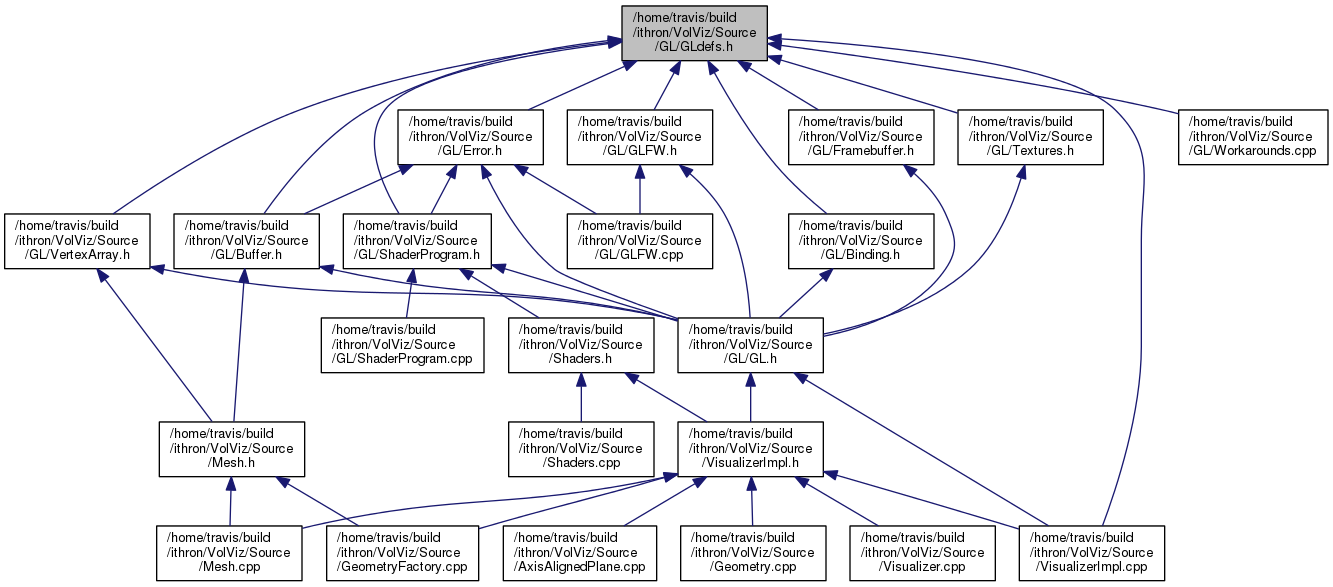 /home/travis/build
/ithron/VolViz/Source
/GL/GLdefs.h
/home/travis/build
/ithron/VolViz/Source
/GL/Error.h
/home/travis/build
/ithron/VolViz/Source
/GL/GLFW.h
/home/travis/build
/ithron/VolViz/Source
/GL/Framebuffer.h
/home/travis/build
/ithron/VolViz/Source
/GL/Textures.h
/home/travis/build
/ithron/VolViz/Source
/GL/Workarounds.cpp
/home/travis/build
/ithron/VolViz/Source
/GL/VertexArray.h
/home/travis/build
/ithron/VolViz/Source
/GL/Buffer.h
/home/travis/build
/ithron/VolViz/Source
/GL/ShaderProgram.h
/home/travis/build
/ithron/VolViz/Source
/GL/GLFW.cpp
/home/travis/build
/ithron/VolViz/Source
/GL/Binding.h
/home/travis/build
/ithron/VolViz/Source
/GL/ShaderProgram.cpp
/home/travis/build
/ithron/VolViz/Source
/Shaders.h
/home/travis/build
/ithron/VolViz/Source
/GL/GL.h
/home/travis/build
/ithron/VolViz/Source
/Mesh.h
/home/travis/build
/ithron/VolViz/Source
/Shaders.cpp
/home/travis/build
/ithron/VolViz/Source
/VisualizerImpl.h
/home/travis/build
/ithron/VolViz/Source
/Mesh.cpp
/home/travis/build
/ithron/VolViz/Source
/GeometryFactory.cpp
/home/travis/build
/ithron/VolViz/Source
/AxisAlignedPlane.cpp
/home/travis/build
/ithron/VolViz/Source
/Geometry.cpp
/home/travis/build
/ithron/VolViz/Source
/Visualizer.cpp
/home/travis/build
/ithron/VolViz/Source
/VisualizerImpl.cpp